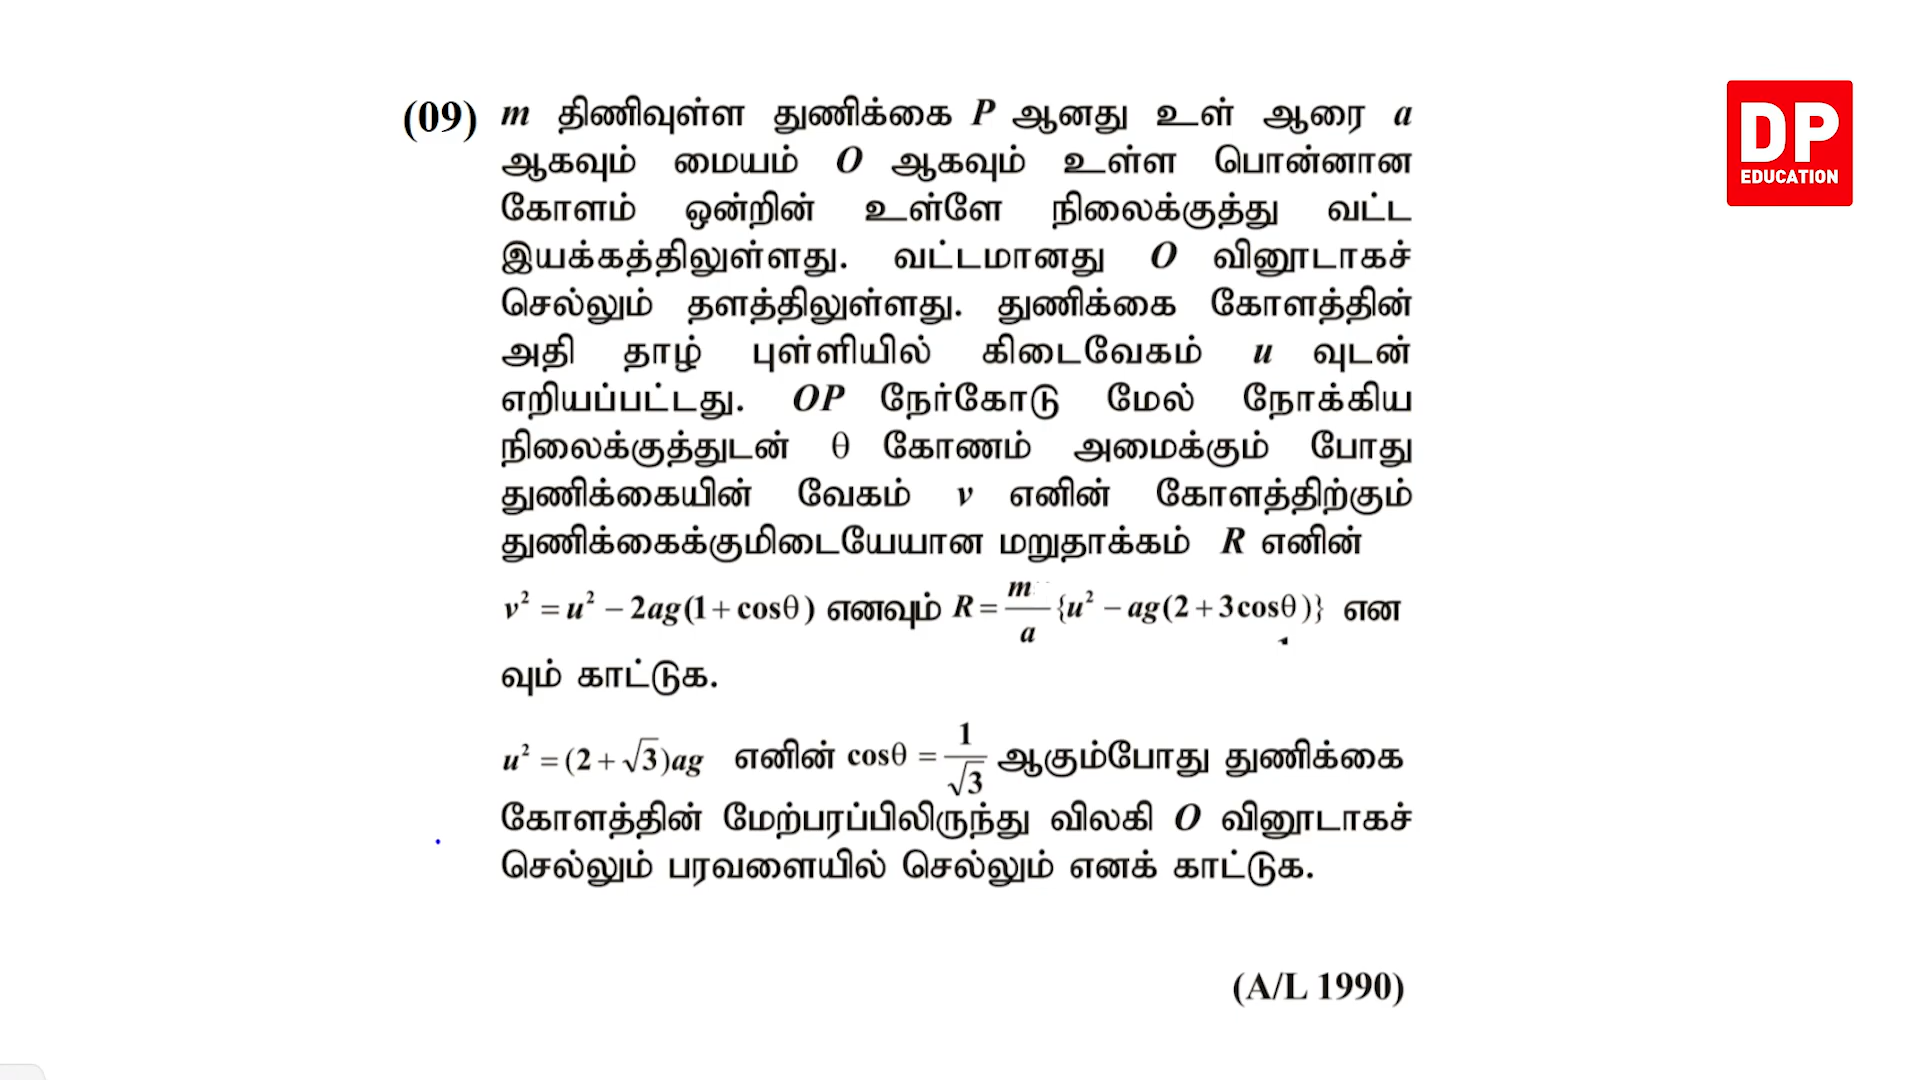 DP
EDUCATION
(09) m திணிவுள்ள துணிக்கை P ஆனது உள் ஆரை a
ஆகவும் மையம் O ஆகவும் உள்ள பொன்னான
கோளம் ஒன்றின் உள்ளே நிலைக்குத்து வட்ட
இயக்கத்திலுள்ளது. வட்டமானது O வினூடாகச்
செல்லும் தளத்திலுள்ளது. துணிக்கை கோளத்தின்
அதி தாழ் புள்ளியில் கிடைவேகம் u வுடன்
எறியப்பட்டது. OP நேர்கோடு மேல் நோக்கிய
நிலைக்குத்துடன் θ கோணம் அமைக்கும் போது
துணிக்கையின் வேகம் v எனின் கோளத்திற்கும்
துணிக்கைக்குமிடையேயான மறுதாக்கம் R எனின்
v² = u² − 2ag(1 + cosθ) எனவும் R = m/a {u² − ag(2 + 3cosθ)} என
வும் காட்டுக.
u² = (2 + √3)ag எனின் cosθ = 1/√3 ஆகும்போது துணிக்கை
கோளத்தின் மேற்பரப்பிலிருந்து விலகி O வினூடாகச்
செல்லும் பரவளையில் செல்லும் எனக் காட்டுக.
(A/L 1990)